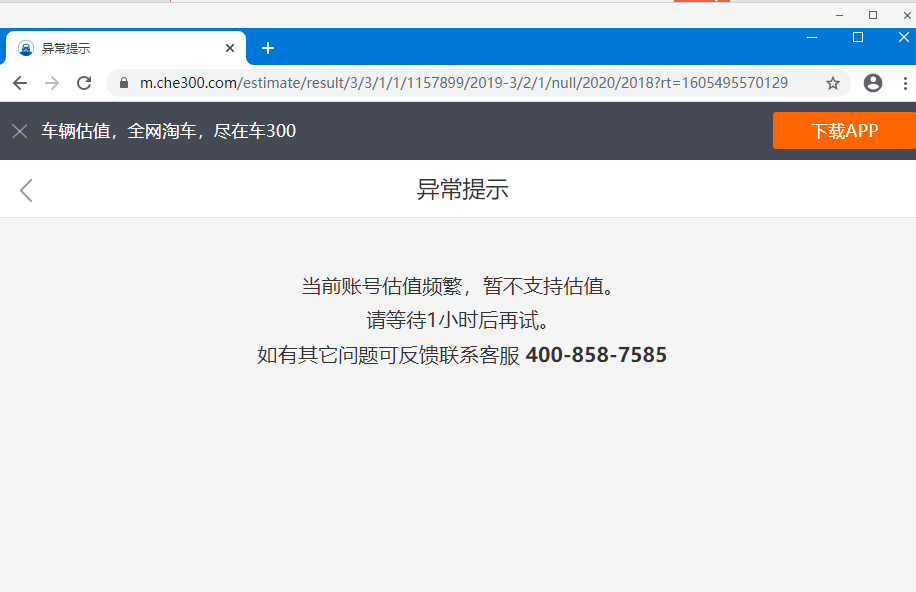 异常提示
m.che300.com/estimate/result/3/3/1/1/1157899/2019-3/2/1/null/2020/2018?rt=1605495570129
车辆估值，全网淘车，尽在车300
下载APP
异常提示
当前账号估值频繁，暂不支持估值。
请等待1小时后再试。
如有其它问题可反馈联系客服 400-858-7585